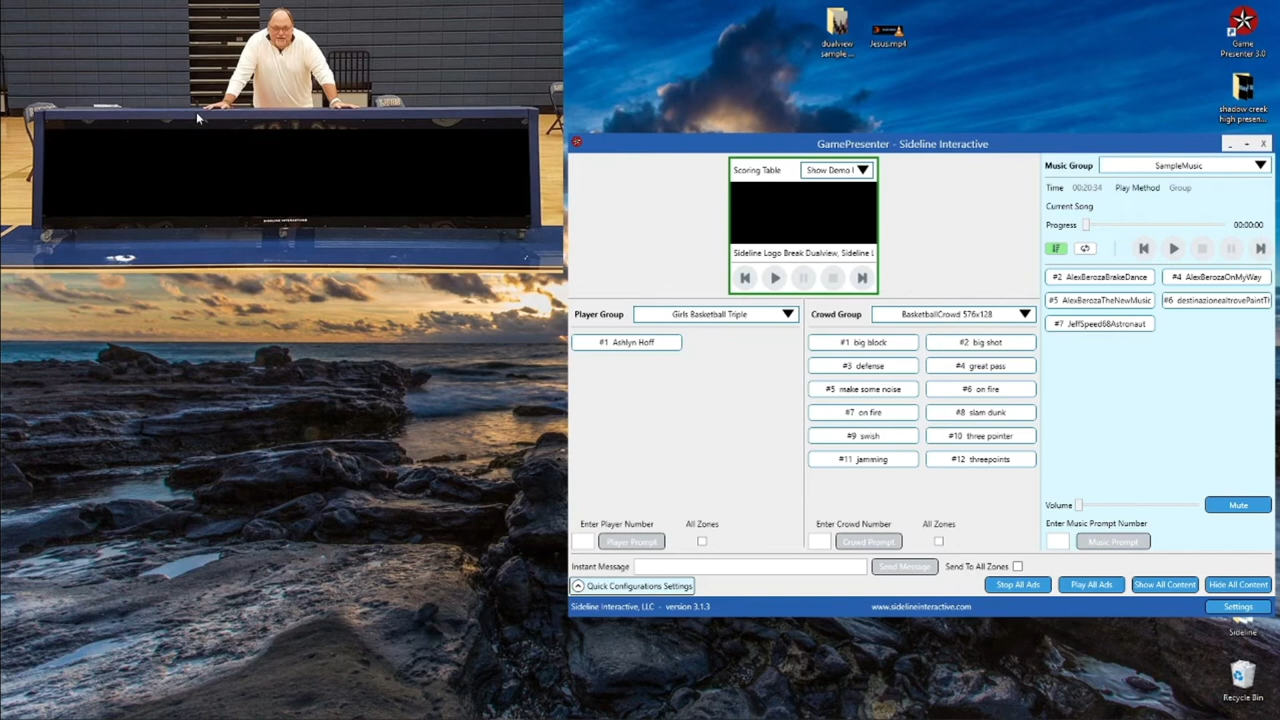 SIDELINE INTERACTIVE
dualview
sample ...
Jesus.mp4
Game
Presenter 3.0
shadow creek
high presen...
GamePresenter - Sideline Interactive
Scoring Table
Show Demo
Sideline Logo Break Dualview, Sideline L
Music Group
SampleMusic
Time 00:20:34 Play Method Group
Current Song
Progress 00:00:00
#2 AlexBerozaBrakeDance
#4 AlexBerozaOnMyWay
#5 AlexBerozaTheNewMusic
#6 destinazionealtrovePaintTh
#7 JeffSpeed68Astronaut
Player Group
Girls Basketball Triple
#1 Ashlyn Hoff
Crowd Group
BasketballCrowd 576x128
#1 big block
#2 big shot
#3 defense
#4 great pass
#5 make some noise
#6 on fire
#7 on fire
#8 slam dunk
#9 swish
#10 three pointer
#11 jamming
#12 threepoints
Volume
Mute
Enter Player Number
All Zones
Player Prompt
Enter Crowd Number
All Zones
Crowd Prompt
Enter Music Prompt Number
Music Prompt
Instant Message
Send Message
Send To All Zones
Quick Configurations Settings
Stop All Ads
Play All Ads
Show All Content
Hide All Content
Sideline Interactive, LLC - version 3.1.3
www.sidelineinteractive.com
Settings
Sideline
Recycle Bin